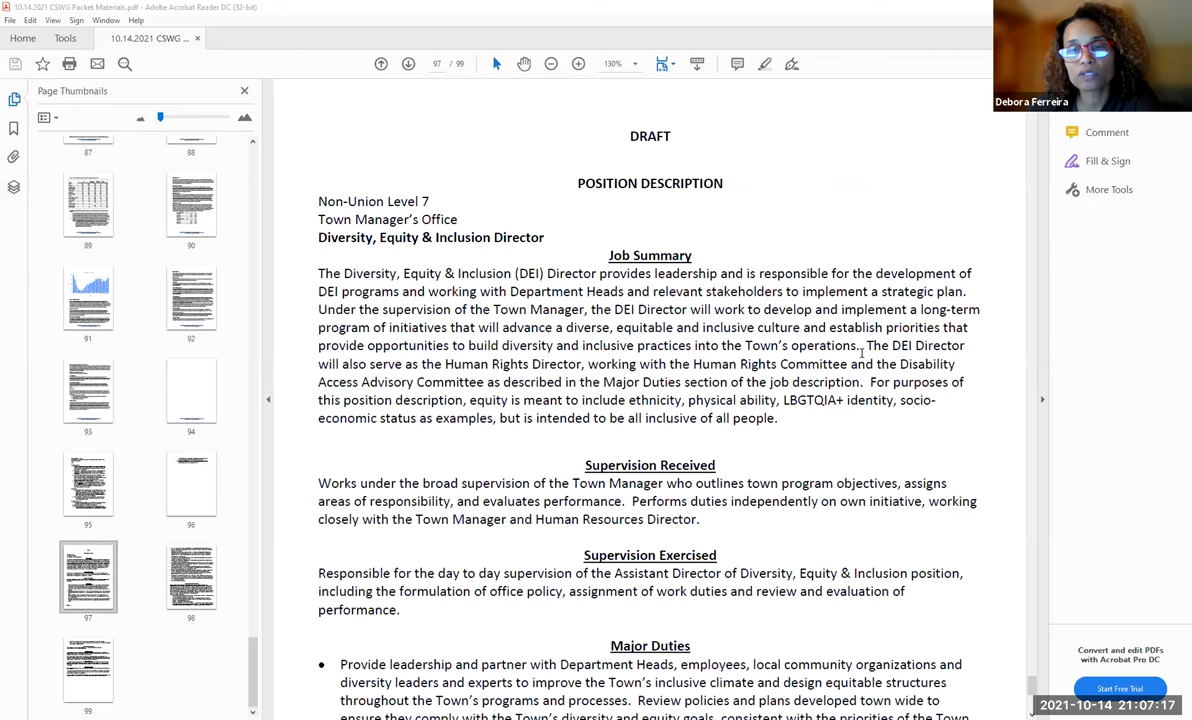 10.14.2021 CSWG Packet Materials.pdf - Adobe Acrobat Reader DC (32-bit)
File Edit View Sign Window Help
Home Tools 10.14.2021 CSWG ... ×
97 / 99 130%
Page Thumbnails
87 88
89 90
91 92
93 94
95 96
97 98
99
DRAFT
POSITION DESCRIPTION
Non-Union Level 7
Town Manager's Office
Diversity, Equity & Inclusion Director
Job Summary
The Diversity, Equity & Inclusion (DEI) Director provides leadership and is responsible for the development of
DEI programs and working with Department Heads and relevant stakeholders to implement a strategic plan.
Under the supervision of the Town Manager, the DEI Director will work to develop and implement a long-term
program of initiatives that will advance a diverse, equitable and inclusive culture and establish priorities that
provide opportunities to build diversity and inclusive practices into the Town's operations.. The DEI Director
will also serve as the Human Rights Director, working with the Human Rights Committee and the Disability
Access Advisory Committee as described in the Major Duties section of the job description. For purposes of
this position description, equity is meant to include ethnicity, physical ability, LBGTQIA+ identity, socio-
economic status as examples, but is intended to be all inclusive of all people.
Supervision Received
Works under the broad supervision of the Town Manager who outlines town program objectives, assigns
areas of responsibility, and evaluates performance. Performs duties independently on own initiative, working
closely with the Town Manager and Human Resources Director.
Supervision Exercised
Responsible for the day to day supervision of the Assistant Director of Diversity, Equity & Inclusion position,
including the formulation of office policy, assignment of work duties and review and evaluation of
performance.
Major Duties
• Provide leadership and partner with Department Heads, employees, local community organizations and
diversity leaders and experts to improve the Town's inclusive climate and design equitable structures
throughout the Town's programs and processes. Review policies and plans developed town wide to
ensure they comply with the Town's diversity and equity goals, consistent with the priorities of the Town
Debora Ferreira
Comment
Fill & Sign
More Tools
Convert and edit PDFs
with Acrobat Pro DC
Start Free Trial
2021-10-14 21:07:17